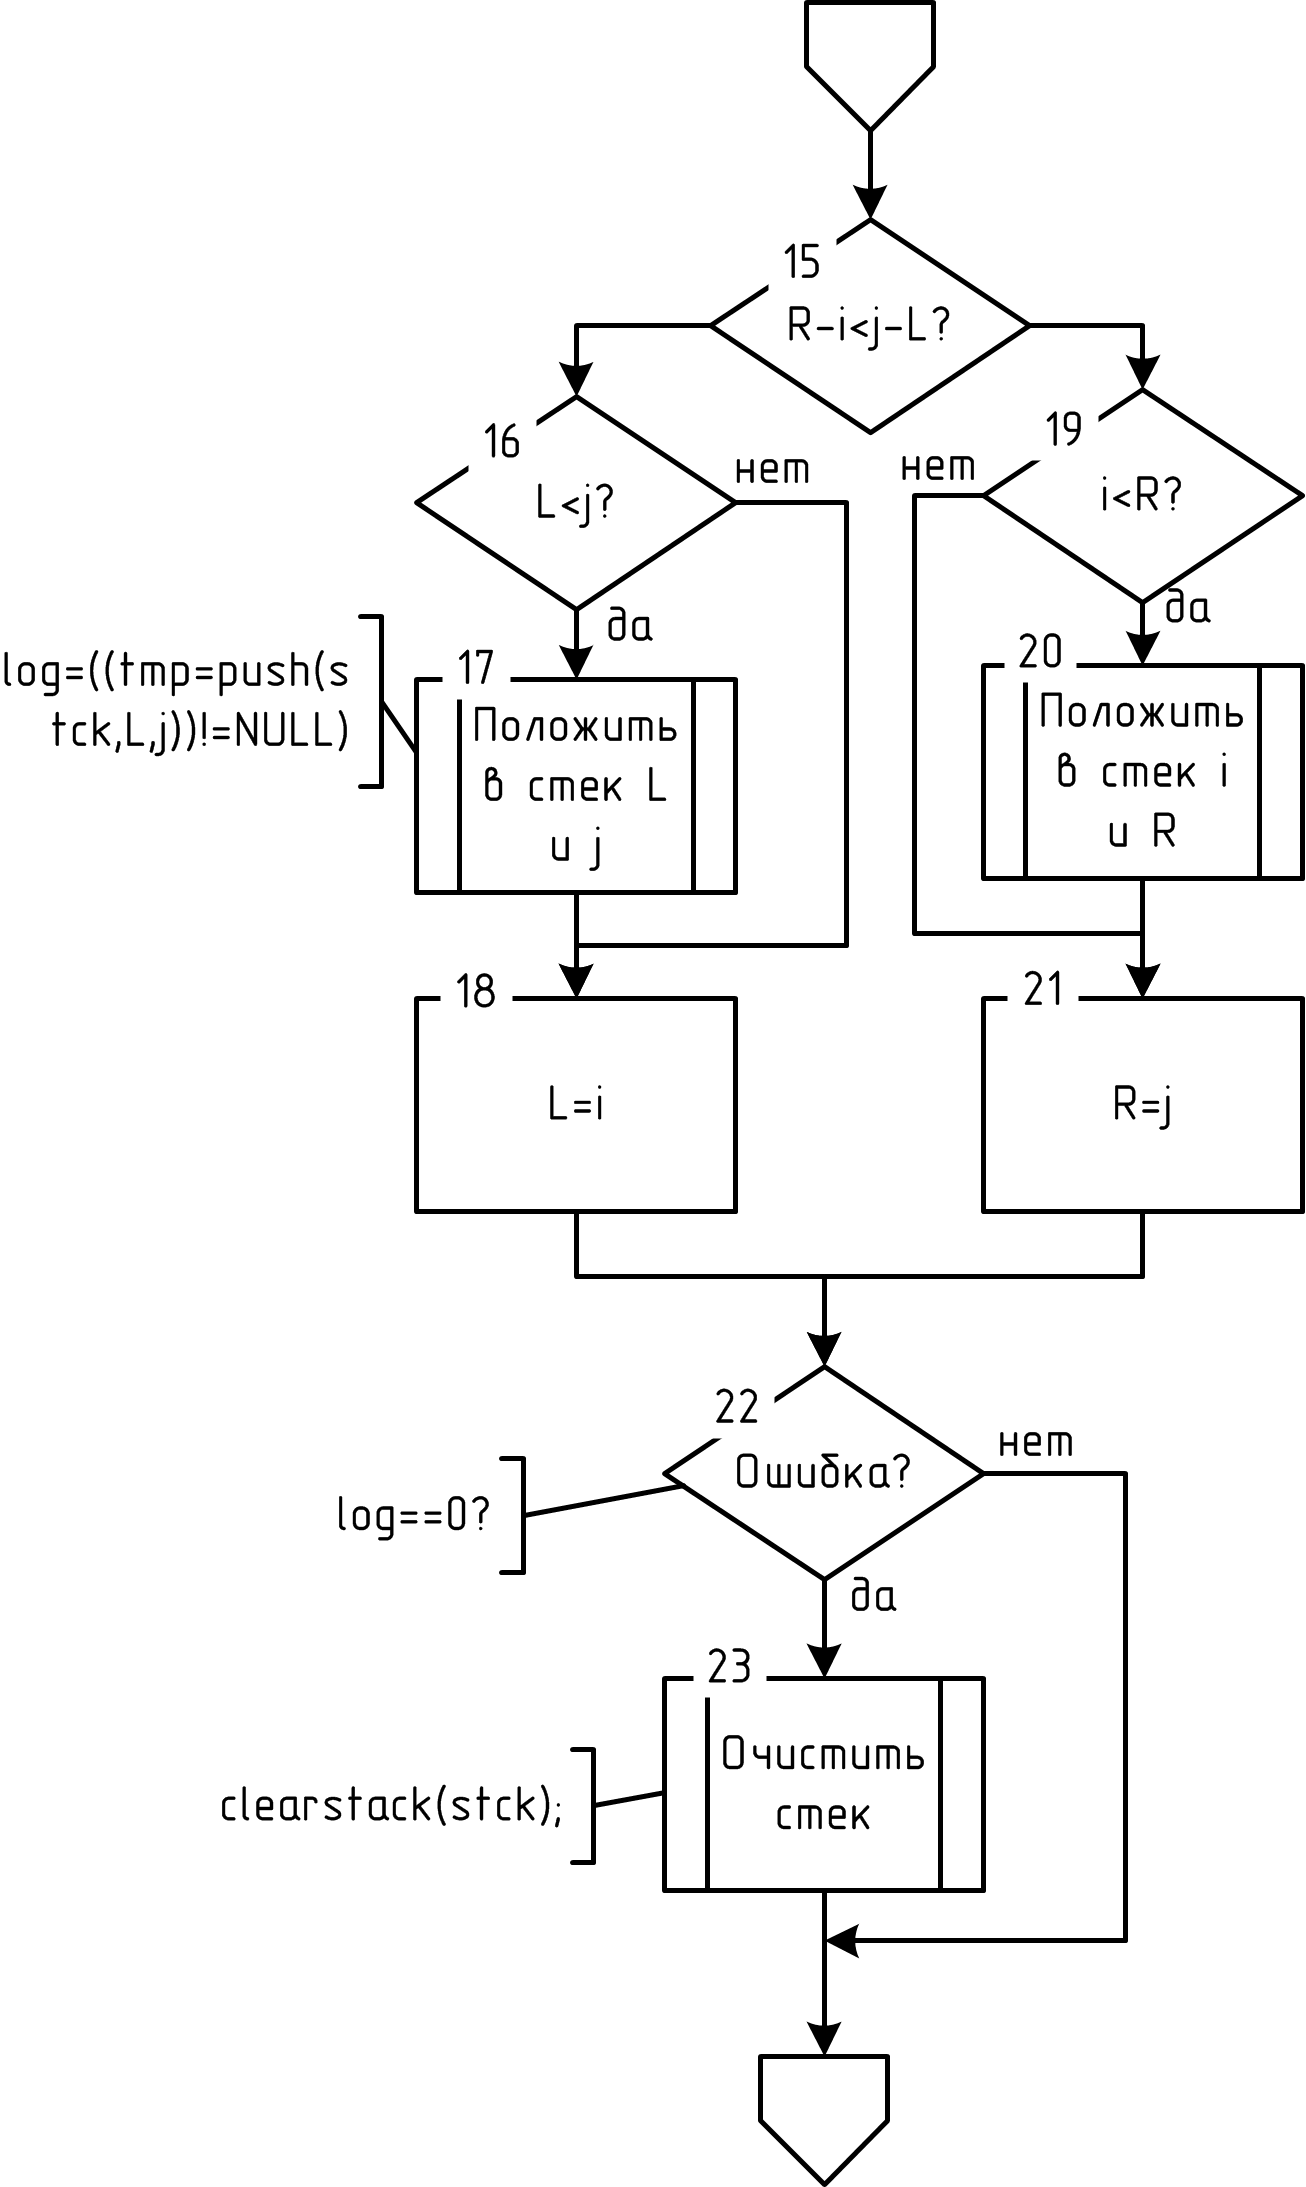 15
R-i<j-L?
16
L<j?
нет
19
i<R?
нет
да
да
log=((tmp=push(s
tck,L,j))!=NULL)
17
Положить
в стек L
и j
20
Положить
в стек i
и R
18
L=i
21
R=j
22
Ошибка?
нет
log==0?
да
23
Очистить
стек
clearstack(stck);